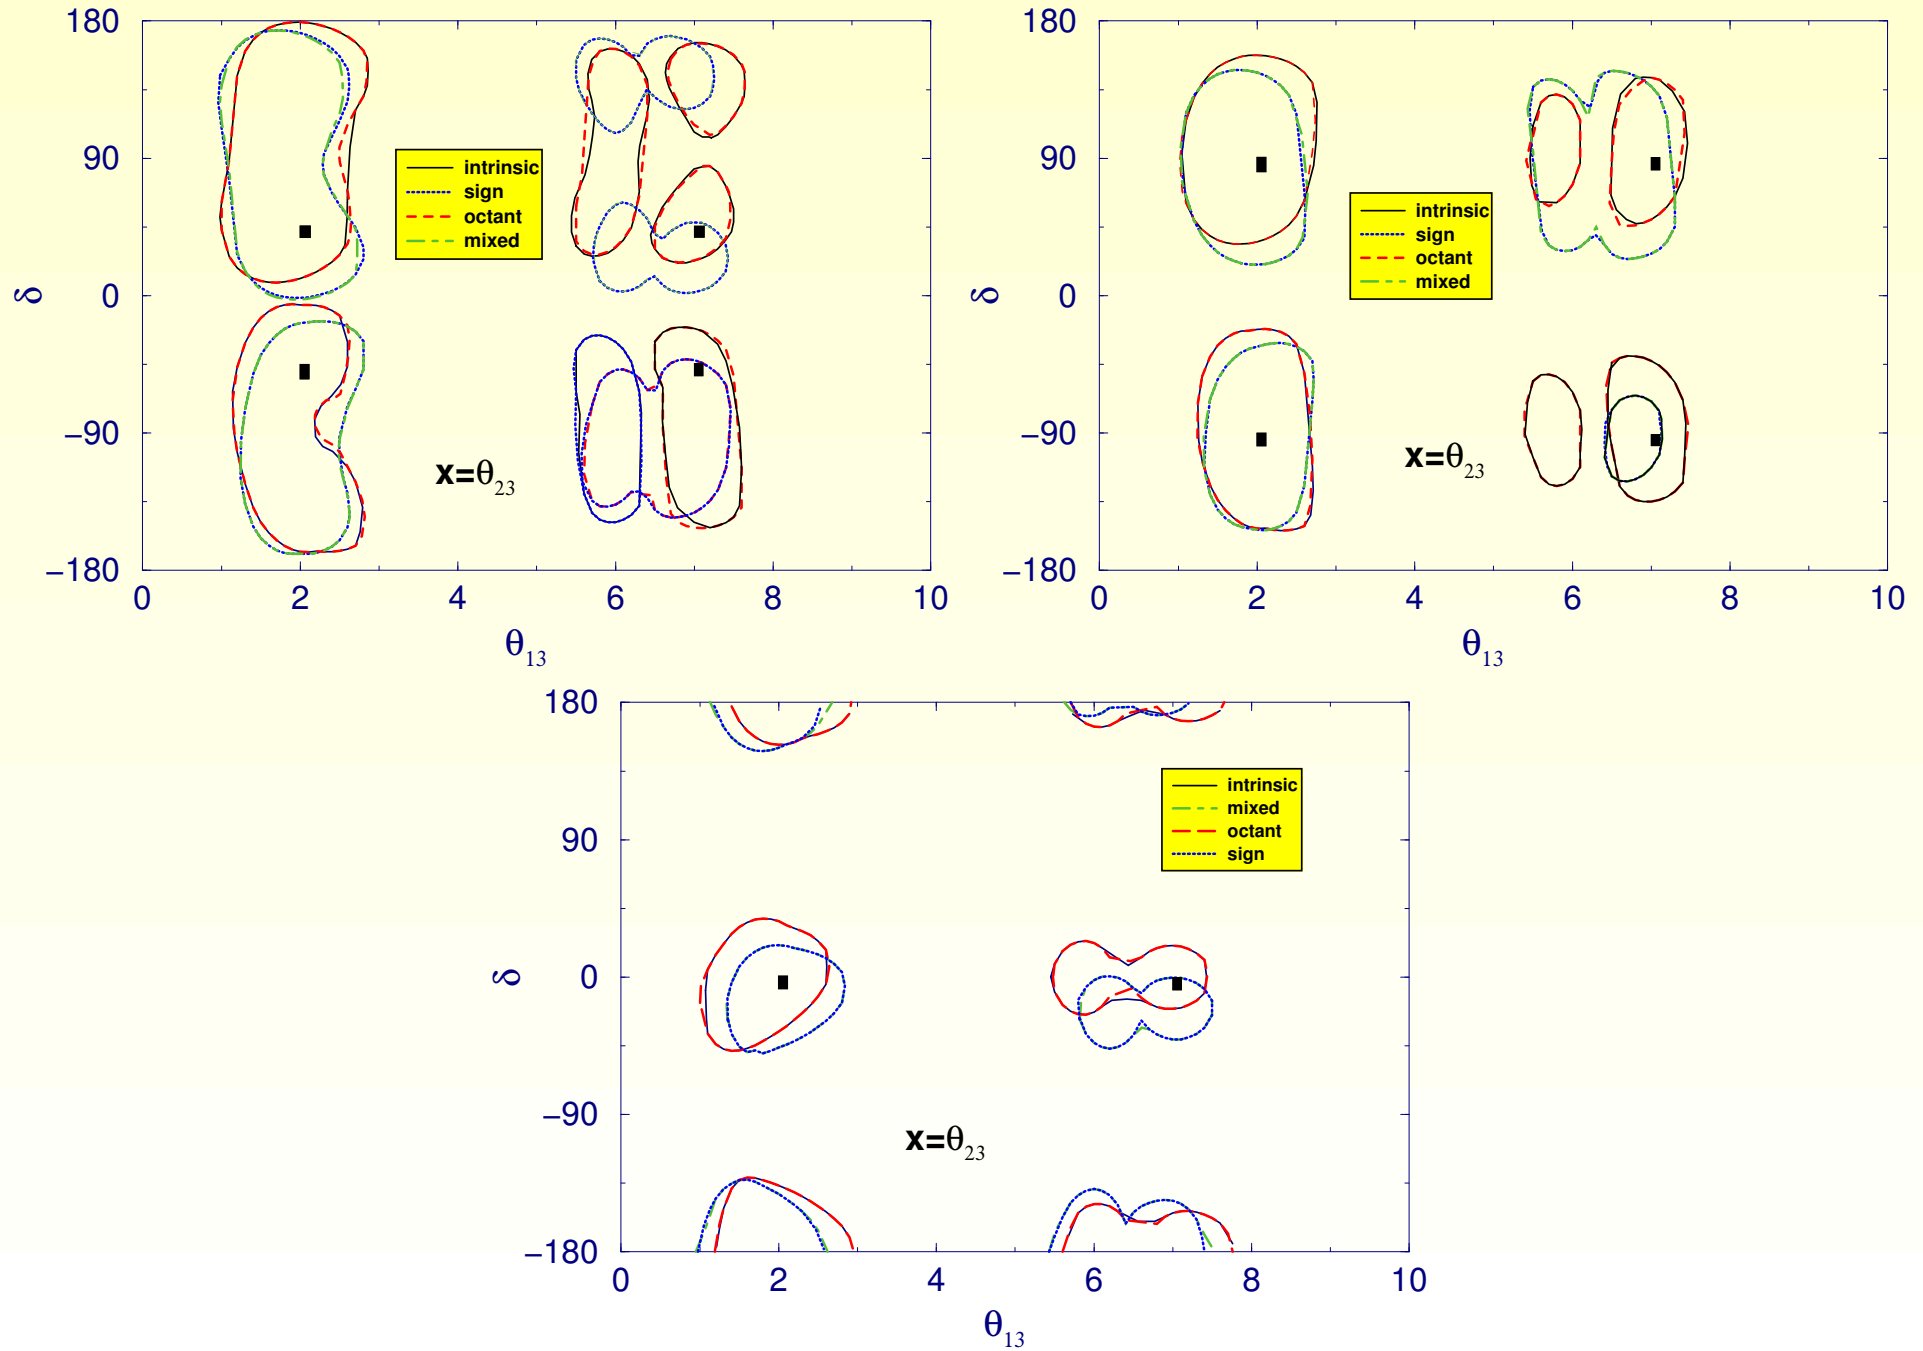 180
90
0
−90
−180
δ
0
2
4
6
8
10
θ13
intrinsic
sign
octant
mixed
x=θ23
180
90
0
−90
−180
δ
0
2
4
6
8
10
θ13
intrinsic
sign
octant
mixed
x=θ23
180
90
0
−90
−180
δ
0
2
4
6
8
10
θ13
intrinsic
mixed
octant
sign
x=θ23